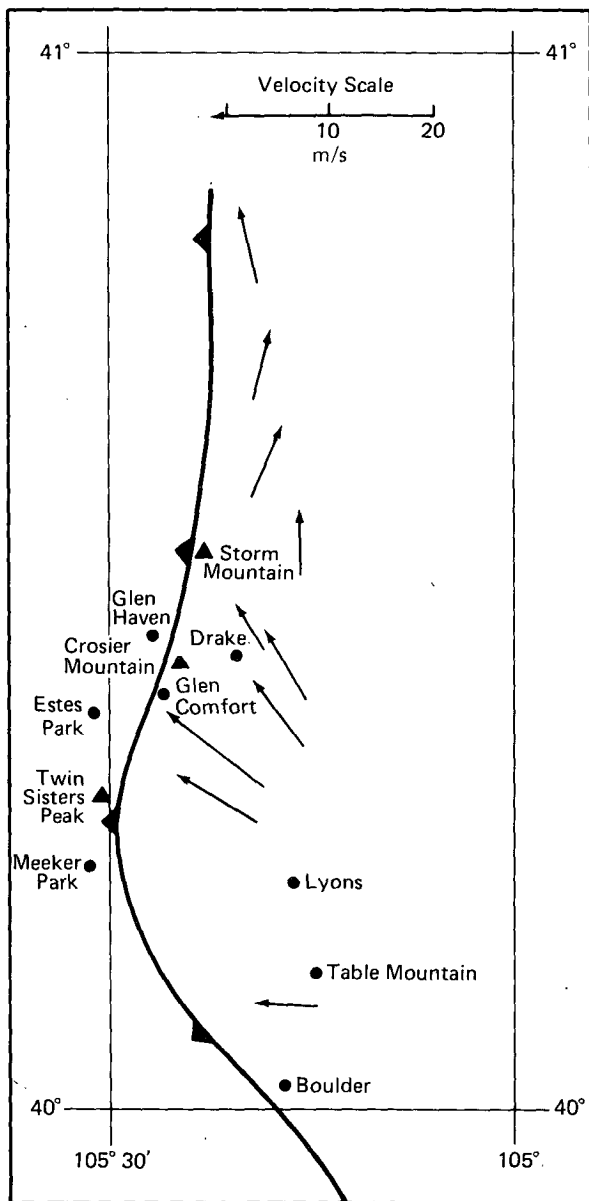 41°
41°
Velocity Scale
10
20
m/s
Storm
Mountain
Glen
Haven
Drake
Crosier
Mountain
Glen
Comfort
Estes
Park
Twin
Sisters
Peak
Meeker
Park
Lyons
Table Mountain
Boulder
40°
40°
105° 30′
105°